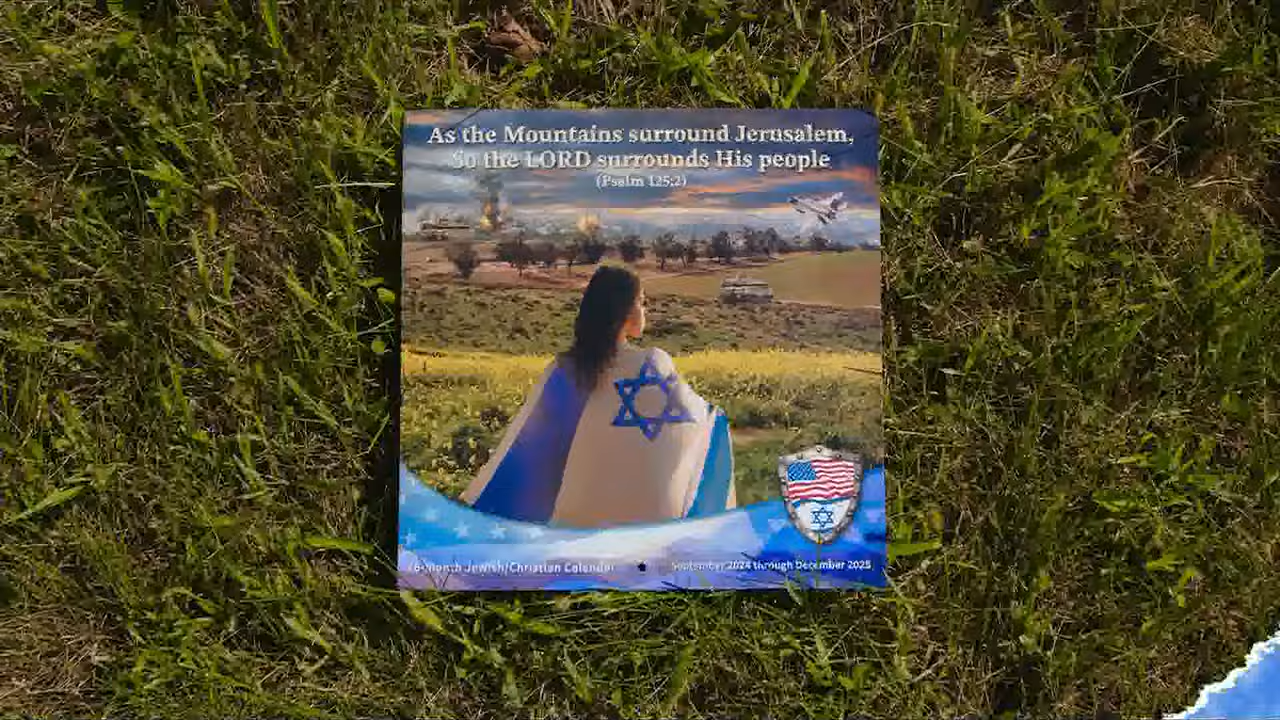 As the Mountains surround Jerusalem,
So the LORD surrounds His people
(Psalm 125:2)
16-month Jewish/Christian Calendar
September 2024 through December 2025